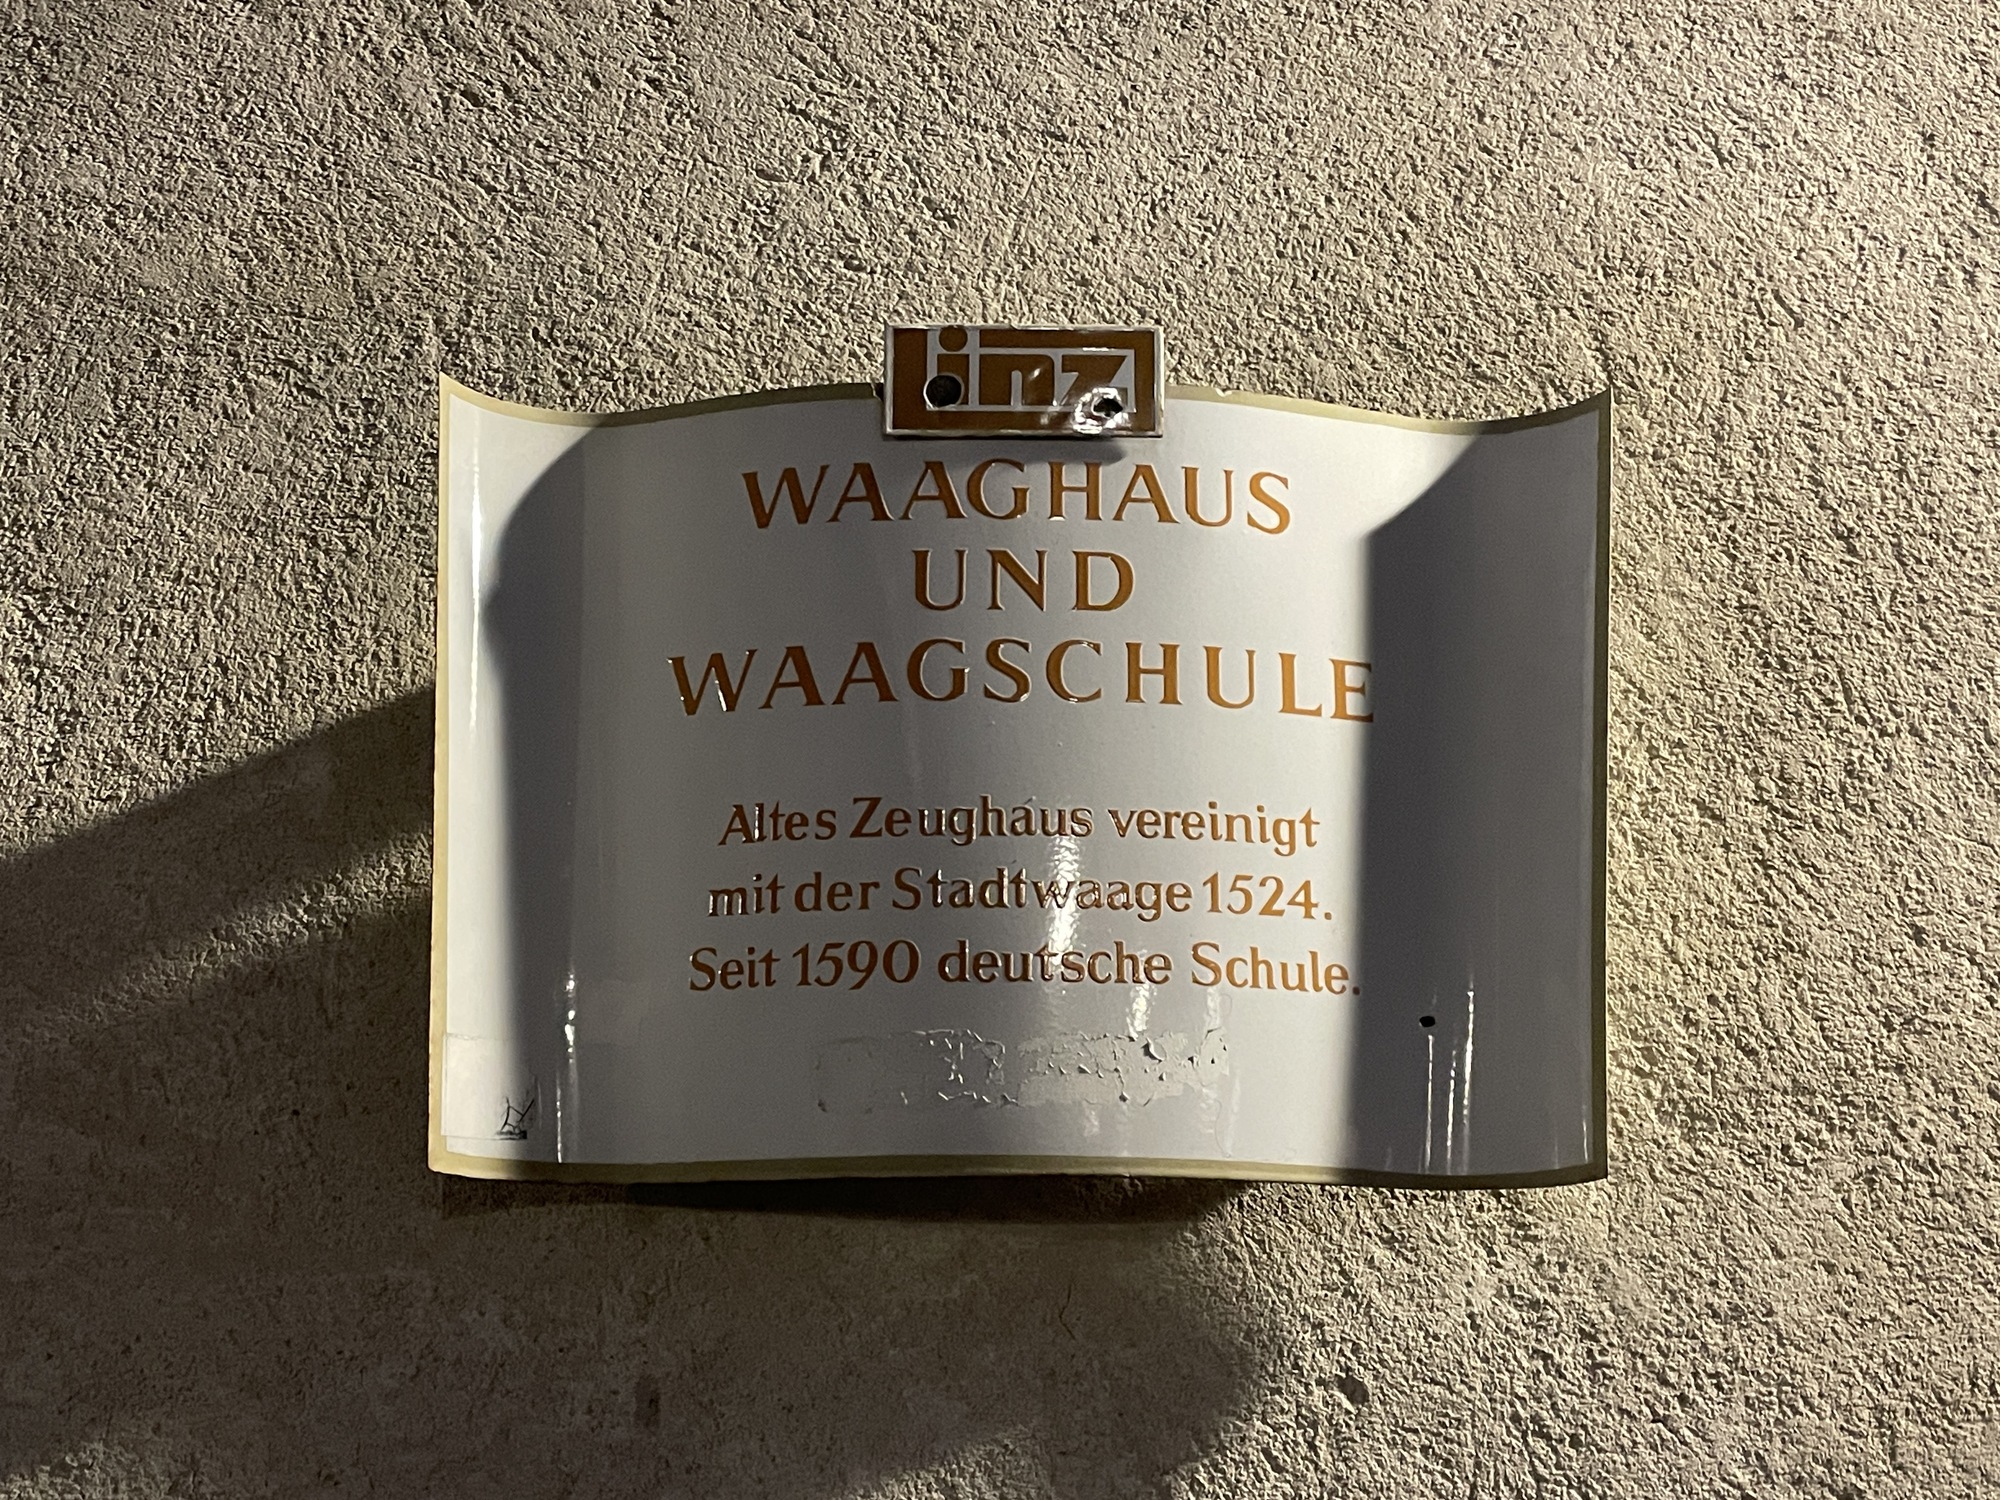 linz
WAAGHAUS
UND
WAAGSCHULE
Altes Zeughaus vereinigt
mit der Stadtwaage 1524.
Seit 1590 deutsche Schule.